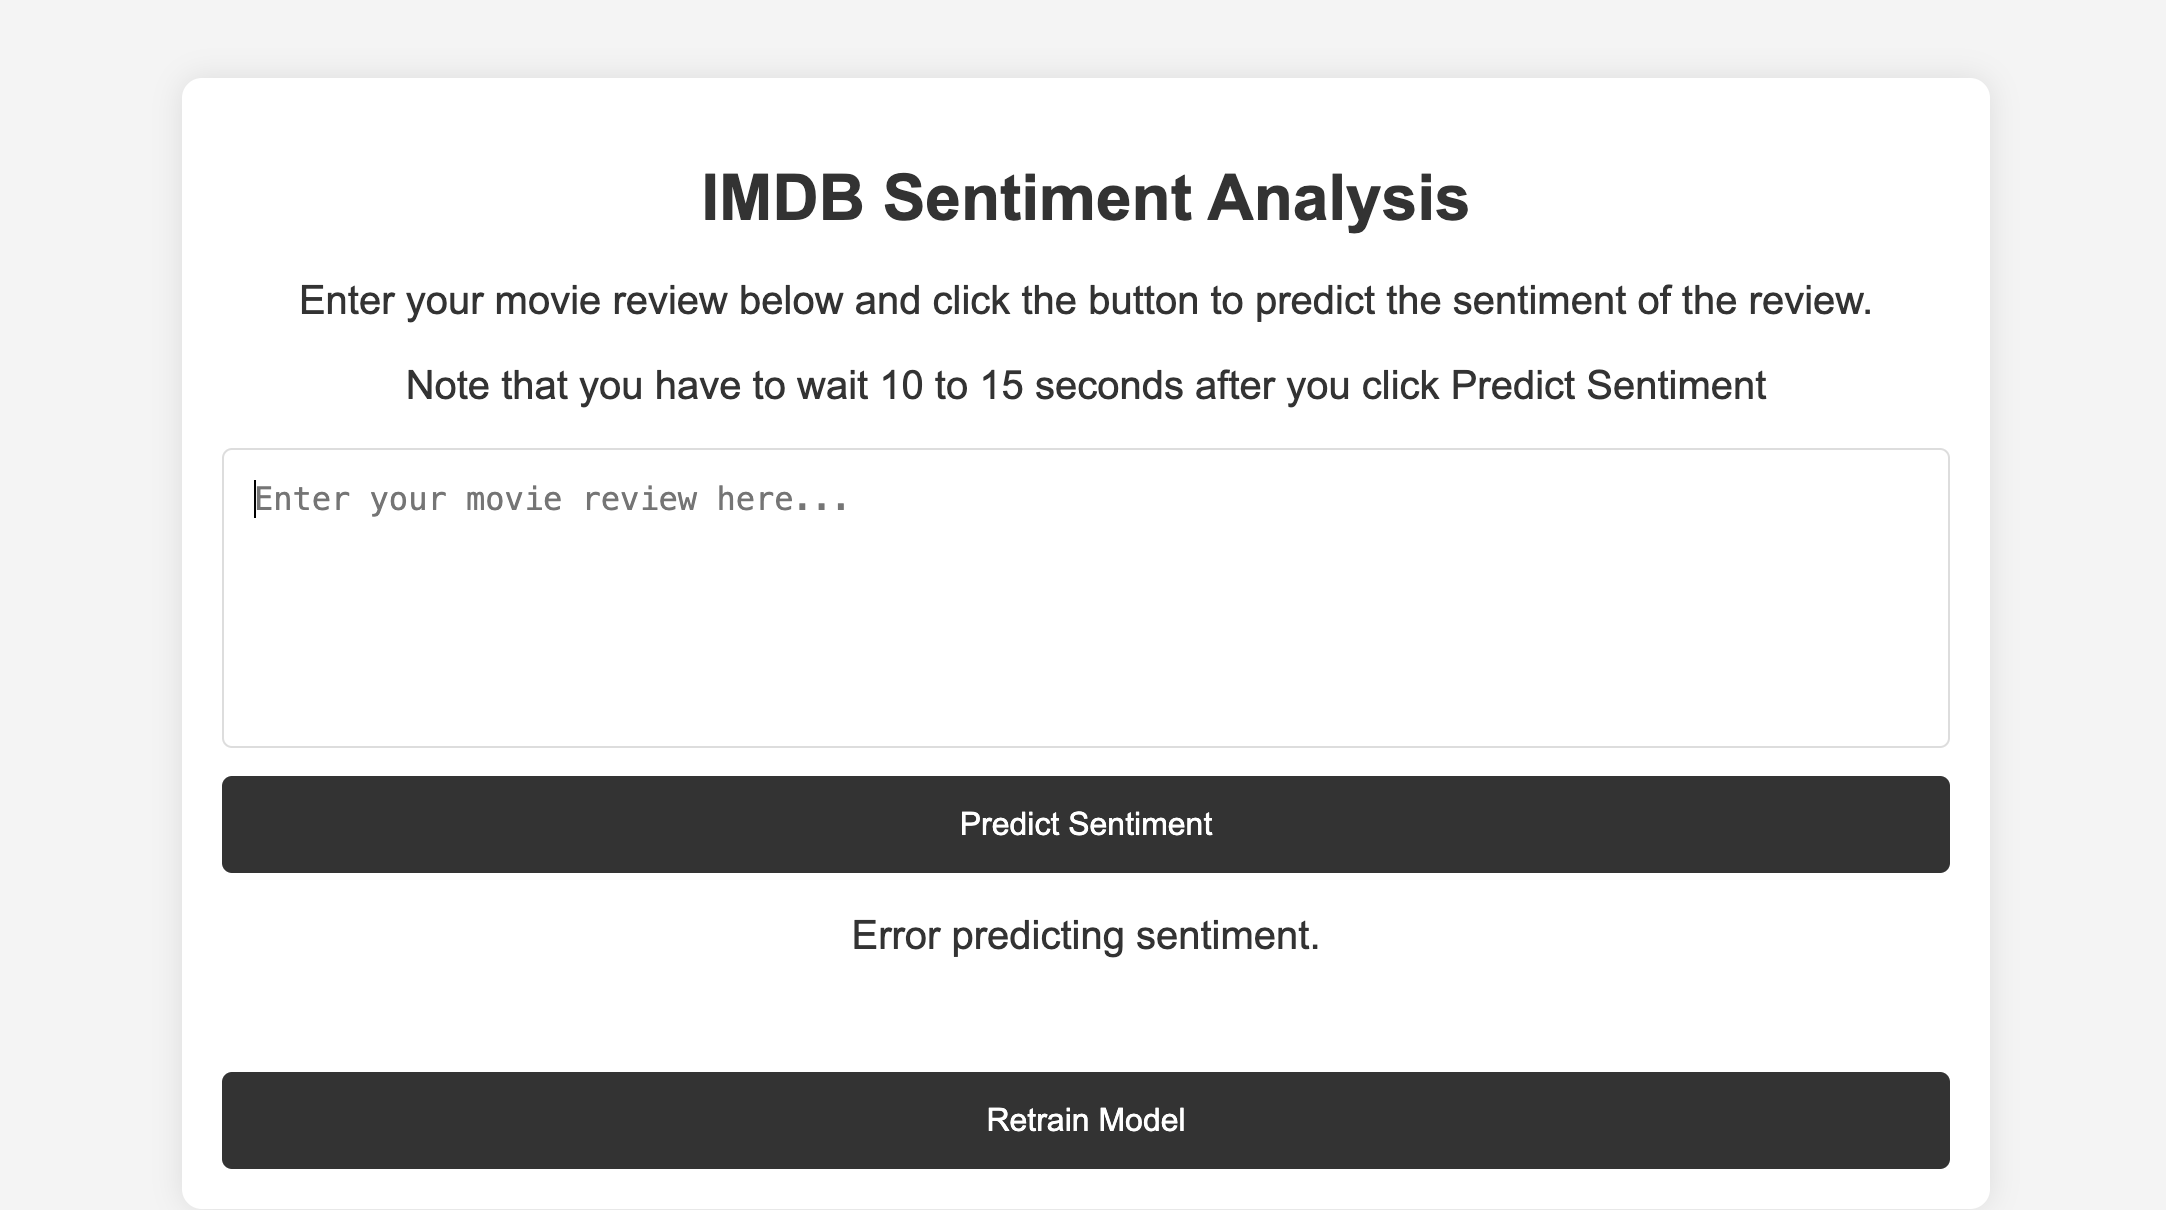 IMDB Sentiment Analysis
Enter your movie review below and click the button to predict the sentiment of the review.
Note that you have to wait 10 to 15 seconds after you click Predict Sentiment
Enter your movie review here...
Predict Sentiment
Error predicting sentiment.
Retrain Model